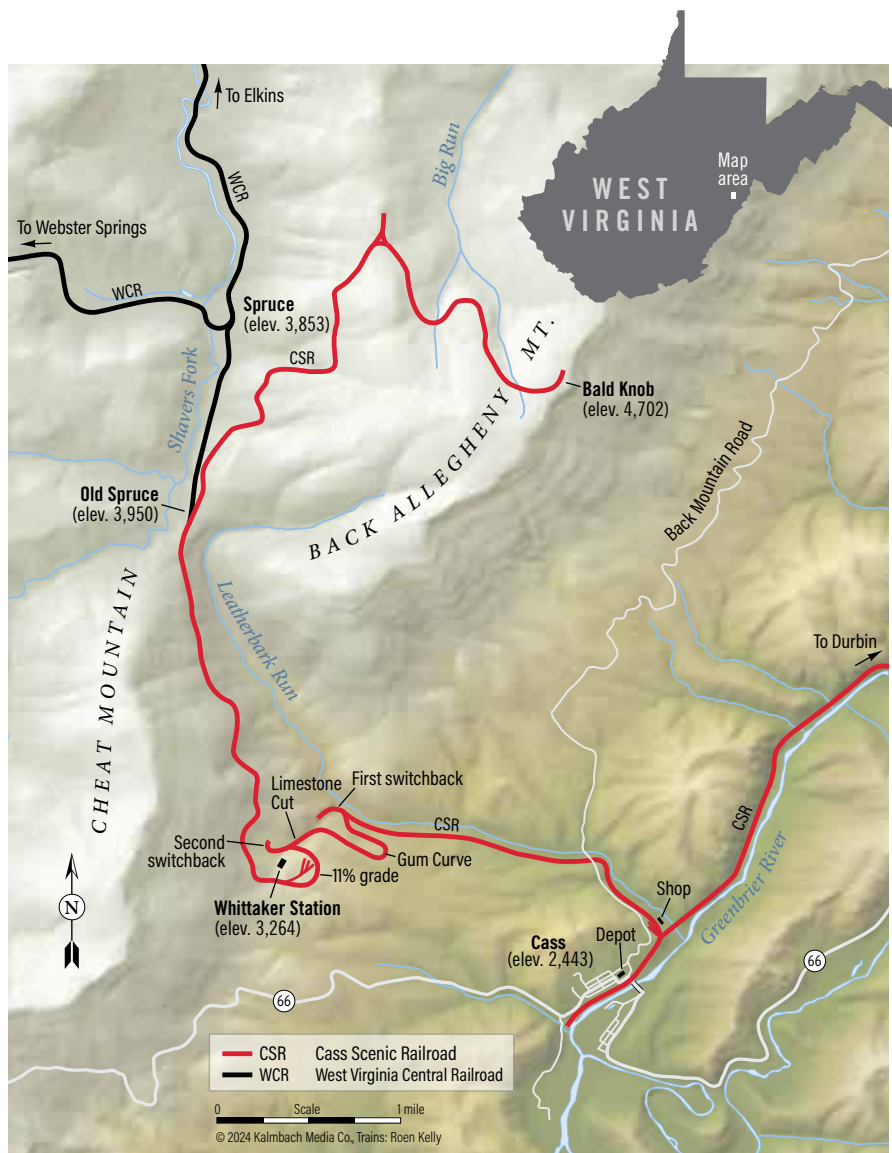 To Elkins
Big Run
WCR
WEST
VIRGINIA
Map
area
To Webster Springs
WCR
Spruce
(elev. 3,853)
CSR
Shavers Fork
MT.
Bald Knob
(elev. 4,702)
BACK ALLEGHENY
Back Mountain Road
Old Spruce
(elev. 3,950)
Leatherbark Run
CHEAT MOUNTAIN
To Durbin
Limestone
Cut
First switchback
CSR
CSR
Second
switchback
Gum Curve
11% grade
Whittaker Station
(elev. 3,264)
Shop
Greenbrier River
N
Cass
(elev. 2,443)
Depot
66
66
CSR Cass Scenic Railroad
WCR West Virginia Central Railroad
0 Scale 1 mile
© 2024 Kalmbach Media Co., Trains: Roen Kelly